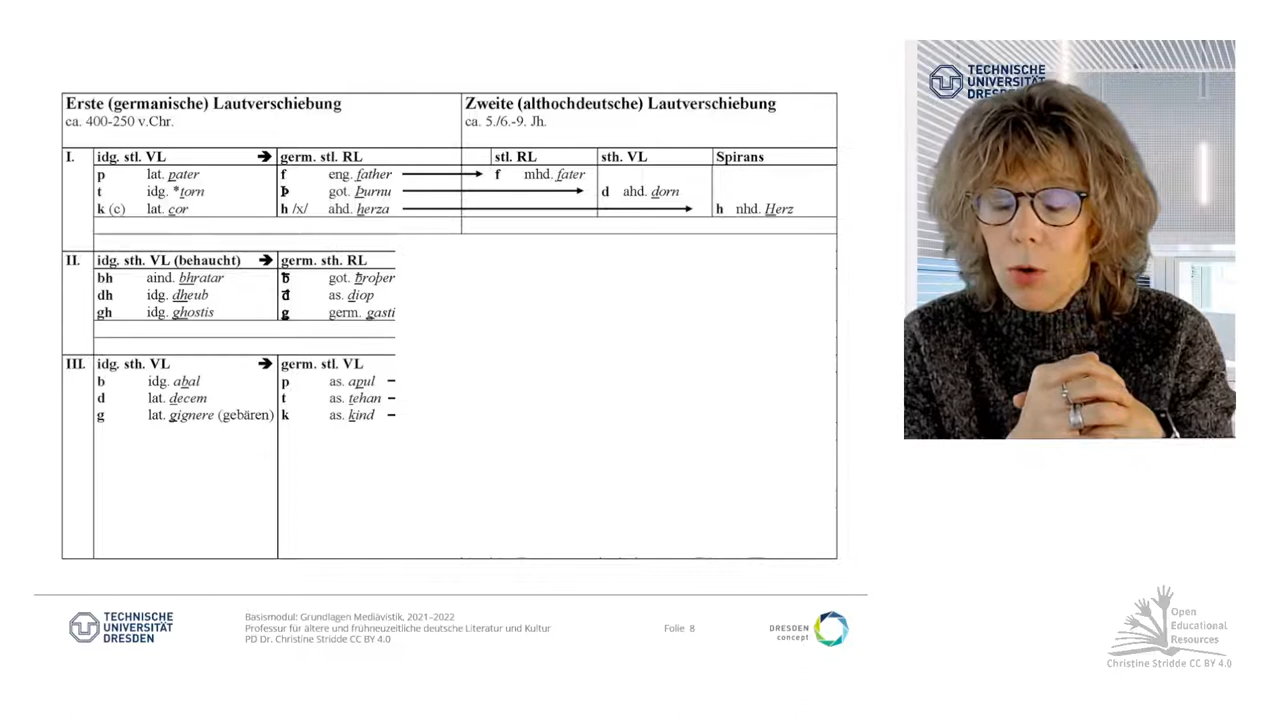 Erste (germanische) Lautverschiebung
ca. 400-250 v.Chr.
Zweite (althochdeutsche) Lautverschiebung
ca. 5./6.-9. Jh.
I. idg. stl. VL ➔ germ. stl. RL stl. RL sth. VL Spirans
p lat. pater f eng. father f mhd. fater
t idg. *torn Þ got. Þurnu d ahd. dorn
k (c) lat. cor h /x/ ahd. herza h nhd. Herz
II. idg. sth. VL (behaucht) ➔ germ. sth. RL
bh aind. bhratar ƀ got. ƀroþer
dh idg. dheub đ as. diop
gh idg. ghostis g germ. gasti
III. idg. sth. VL ➔ germ. stl. VL
b idg. abal p as. apul –
d lat. decem t as. tehan –
g lat. gignere (gebären) k as. kind –
TECHNISCHE
UNIVERSITÄT
DRESDEN
TECHNISCHE
UNIVERSITÄT
DRESDEN
Basismodul: Grundlagen Mediävistik, 2021–2022
Professur für ältere und frühneuzeitliche deutsche Literatur und Kultur
PD Dr. Christine Stridde CC BY 4.0
Folie 8
DRESDEN
concept
Open
Educational
Resources
Christine Stridde CC BY 4.0